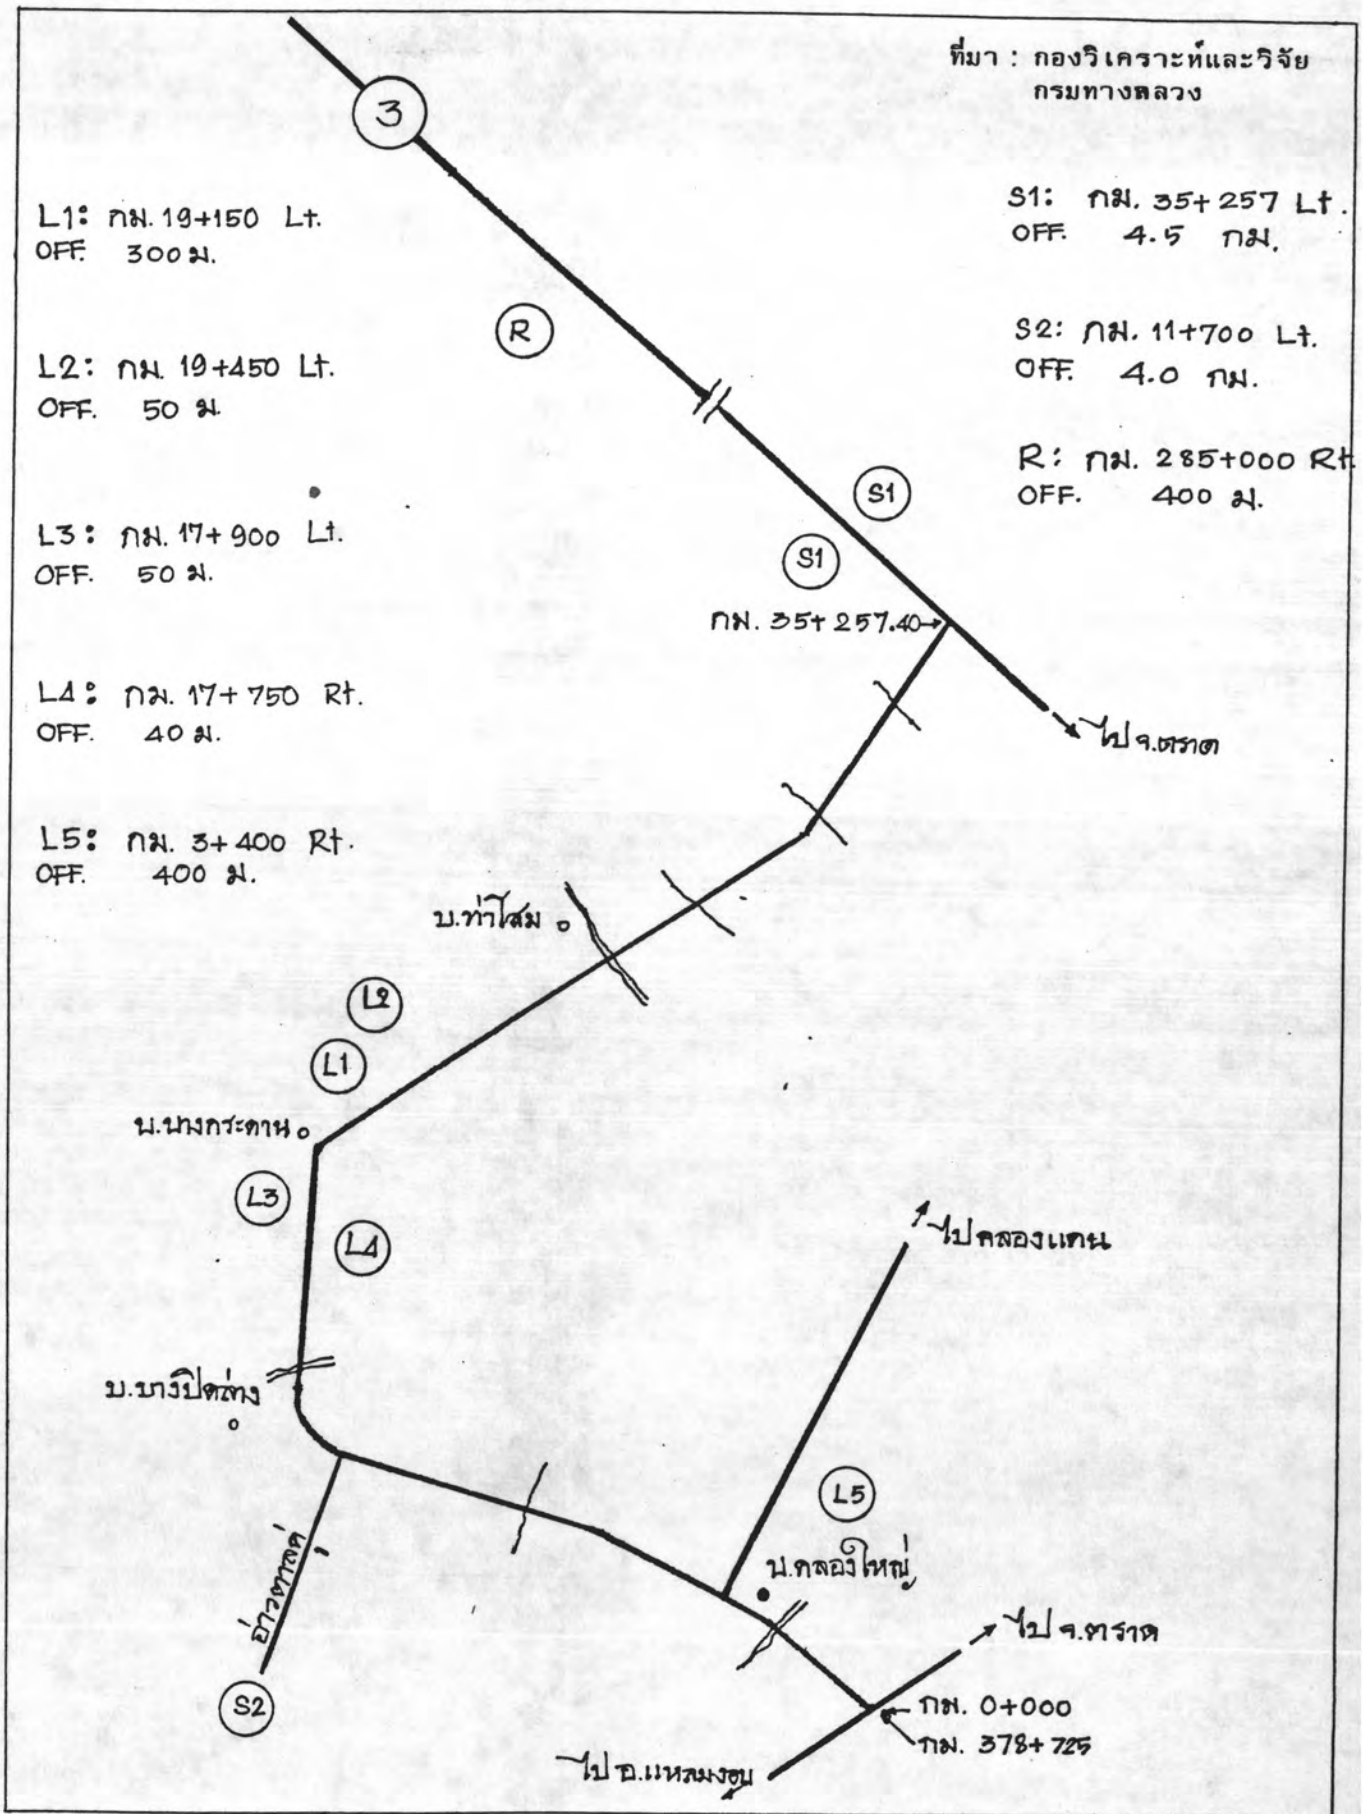 ที่มา : กองวิเคราะห์และวิจัย
กรมทางหลวง
3
L1: กม. 19+150 Lt.
OFF. 300 ม.
S1: กม. 35+257 Lt.
OFF. 4.5 กม.
R
S2: กม. 11+700 Lt.
OFF. 4.0 กม.
L2: กม. 19+450 Lt.
OFF. 50 ม.
R: กม. 285+000 Rt
OFF. 400 ม.
S1
L3: กม. 17+900 Lt.
OFF. 50 ม.
S1
กม. 35+257.40
L4: กม. 17+750 Rt.
OFF. 40 ม.
ไป จ.ตราด
L5: กม. 3+400 Rt.
OFF. 400 ม.
บ.ท่าโสม
L2
L1
บ.บางกระดาน
L3
L4
ไปคลองแดน
บ.บางปิดล่าง
L5
บ.คลองใหญ่
อ่าวตาลคู่
ไป จ.ตราด
S2
กม. 0+000
กม. 378+725
ไป อ.แหลมงอบ